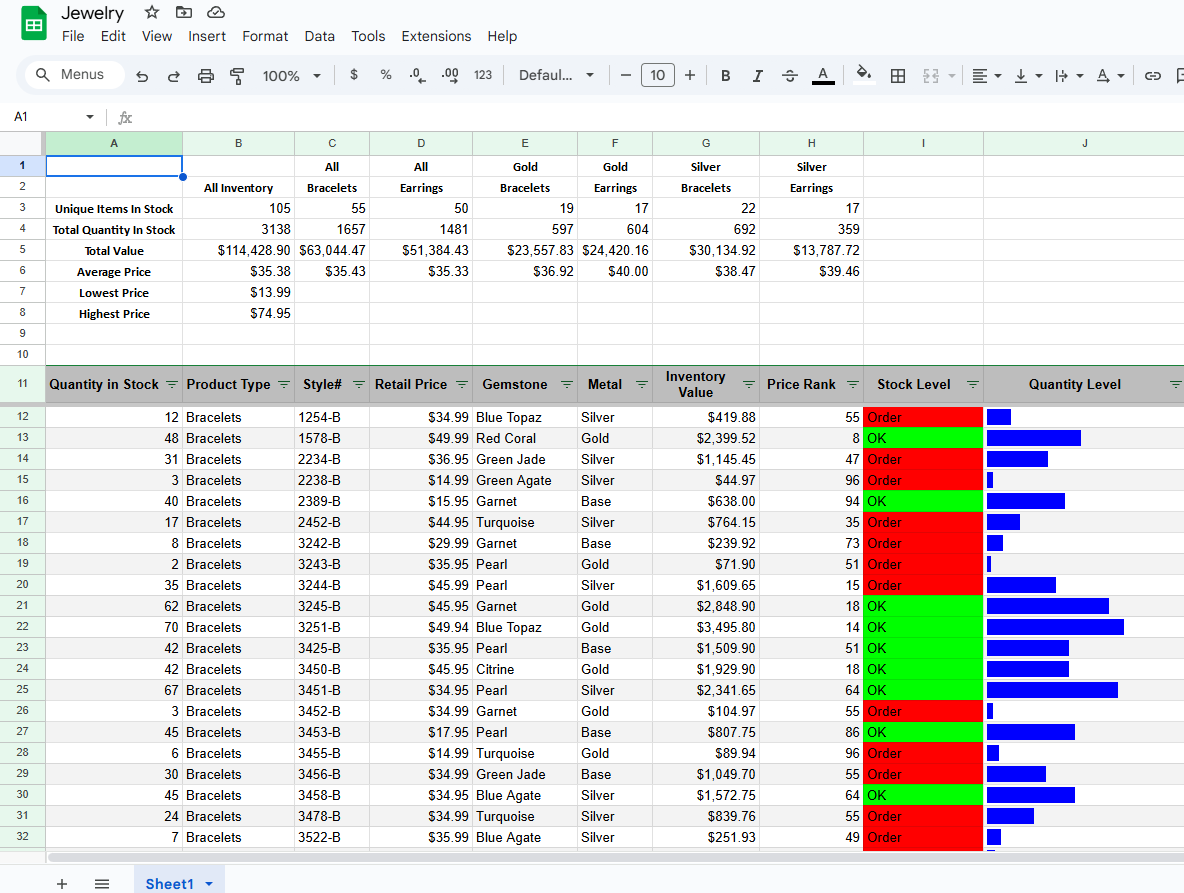 Jewelry
File Edit View Insert Format Data Tools Extensions Help
Menus 100% $ % .0 .00 123 Defaul... 10 B I A
A1 fx
A B C D E F G H I J
1 All All Gold Gold Silver Silver
2 All Inventory Bracelets Earrings Bracelets Earrings Bracelets Earrings
3 Unique Items In Stock 105 55 50 19 17 22 17
4 Total Quantity In Stock 3138 1657 1481 597 604 692 359
5 Total Value $114,428.90 $63,044.47 $51,384.43 $23,557.83 $24,420.16 $30,134.92 $13,787.72
6 Average Price $35.38 $35.43 $35.33 $36.92 $40.00 $38.47 $39.46
7 Lowest Price $13.99
8 Highest Price $74.95
9
10
11 Quantity in Stock Product Type Style# Retail Price Gemstone Metal Inventory Value Price Rank Stock Level Quantity Level
12 12 Bracelets 1254-B $34.99 Blue Topaz Silver $419.88 55 Order
13 48 Bracelets 1578-B $49.99 Red Coral Gold $2,399.52 8 OK
14 31 Bracelets 2234-B $36.95 Green Jade Silver $1,145.45 47 Order
15 3 Bracelets 2238-B $14.99 Green Agate Silver $44.97 96 Order
16 40 Bracelets 2389-B $15.95 Garnet Base $638.00 94 OK
17 17 Bracelets 2452-B $44.95 Turquoise Silver $764.15 35 Order
18 8 Bracelets 3242-B $29.99 Garnet Base $239.92 73 Order
19 2 Bracelets 3243-B $35.95 Pearl Gold $71.90 51 Order
20 35 Bracelets 3244-B $45.99 Pearl Silver $1,609.65 15 Order
21 62 Bracelets 3245-B $45.95 Garnet Gold $2,848.90 18 OK
22 70 Bracelets 3251-B $49.94 Blue Topaz Gold $3,495.80 14 OK
23 42 Bracelets 3425-B $35.95 Pearl Base $1,509.90 51 OK
24 42 Bracelets 3450-B $45.95 Citrine Gold $1,929.90 18 OK
25 67 Bracelets 3451-B $34.95 Pearl Silver $2,341.65 64 OK
26 3 Bracelets 3452-B $34.99 Garnet Gold $104.97 55 Order
27 45 Bracelets 3453-B $17.95 Pearl Base $807.75 86 OK
28 6 Bracelets 3455-B $14.99 Turquoise Gold $89.94 96 Order
29 30 Bracelets 3456-B $34.99 Green Jade Base $1,049.70 55 Order
30 45 Bracelets 3458-B $34.95 Blue Agate Silver $1,572.75 64 OK
31 24 Bracelets 3478-B $34.99 Turquoise Silver $839.76 55 Order
32 7 Bracelets 3522-B $35.99 Blue Agate Silver $251.93 49 Order
Sheet1